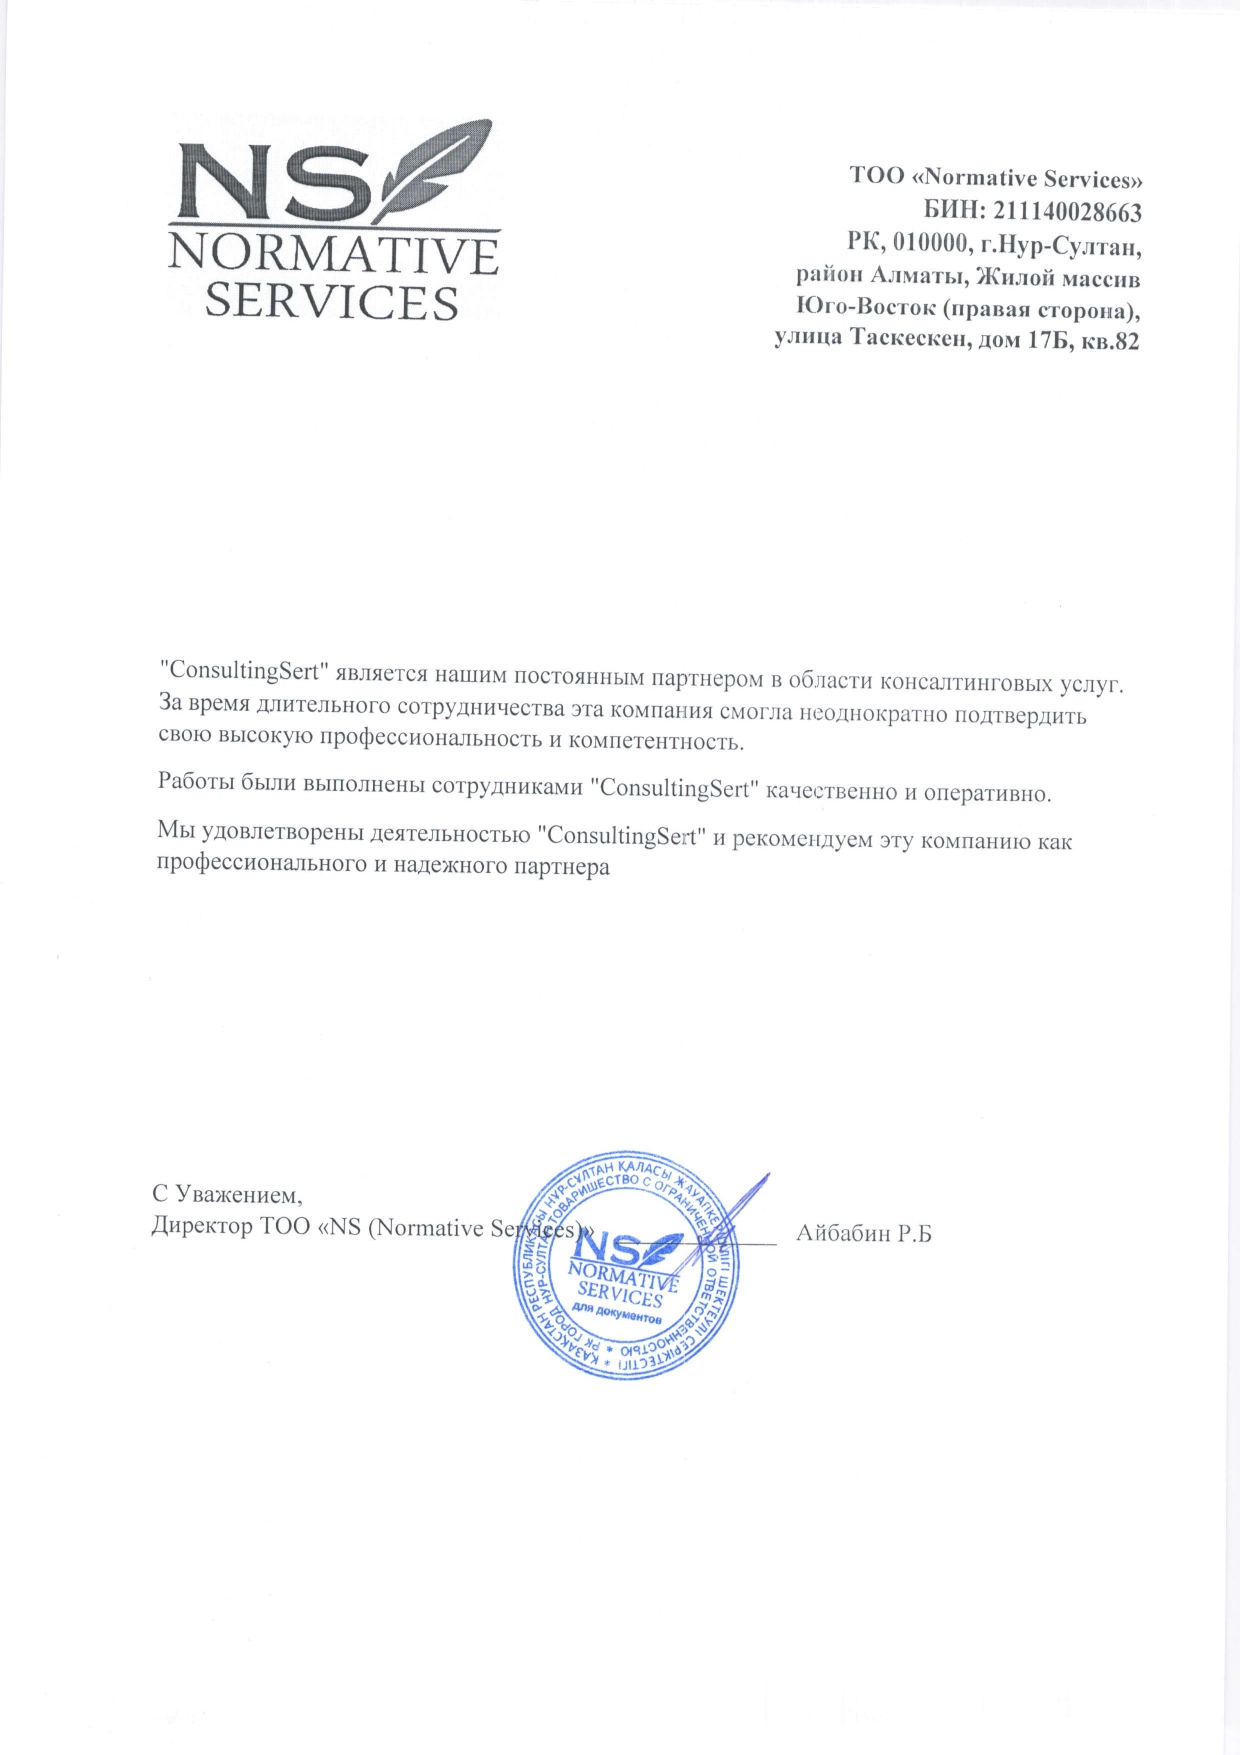 NS
NORMATIVE
SERVICES
ТОО «Normative Services»
БИН: 211140028663
РК, 010000, г.Нур-Султан,
район Алматы, Жилой массив
Юго-Восток (правая сторона),
улица Таскескен, дом 17Б, кв.82
"ConsultingSert" является нашим постоянным партнером в области консалтинговых услуг.
За время длительного сотрудничества эта компания смогла неоднократно подтвердить
свою высокую профессиональность и компетентность.
Работы были выполнены сотрудниками "ConsultingSert" качественно и оперативно.
Мы удовлетворены деятельностью "ConsultingSert" и рекомендуем эту компанию как
профессионального и надежного партнера
С Уважением,
Директор ТОО «NS (Normative Services)» Айбабин Р.Б
ҚАЗАҚСТАН РЕСПУБЛИКАСЫ НҰР-СҰЛТАН ҚАЛАСЫ ЖАУАПКЕРШІЛІГІ ШЕКТЕУЛІ СЕРІКТЕСТІГІ *
РК ГОРОД НУР-СУЛТАН ТОВАРИЩЕСТВО С ОГРАНИЧЕННОЙ ОТВЕТСТВЕННОСТЬЮ *
NS
NORMATIVE
SERVICES
для документов